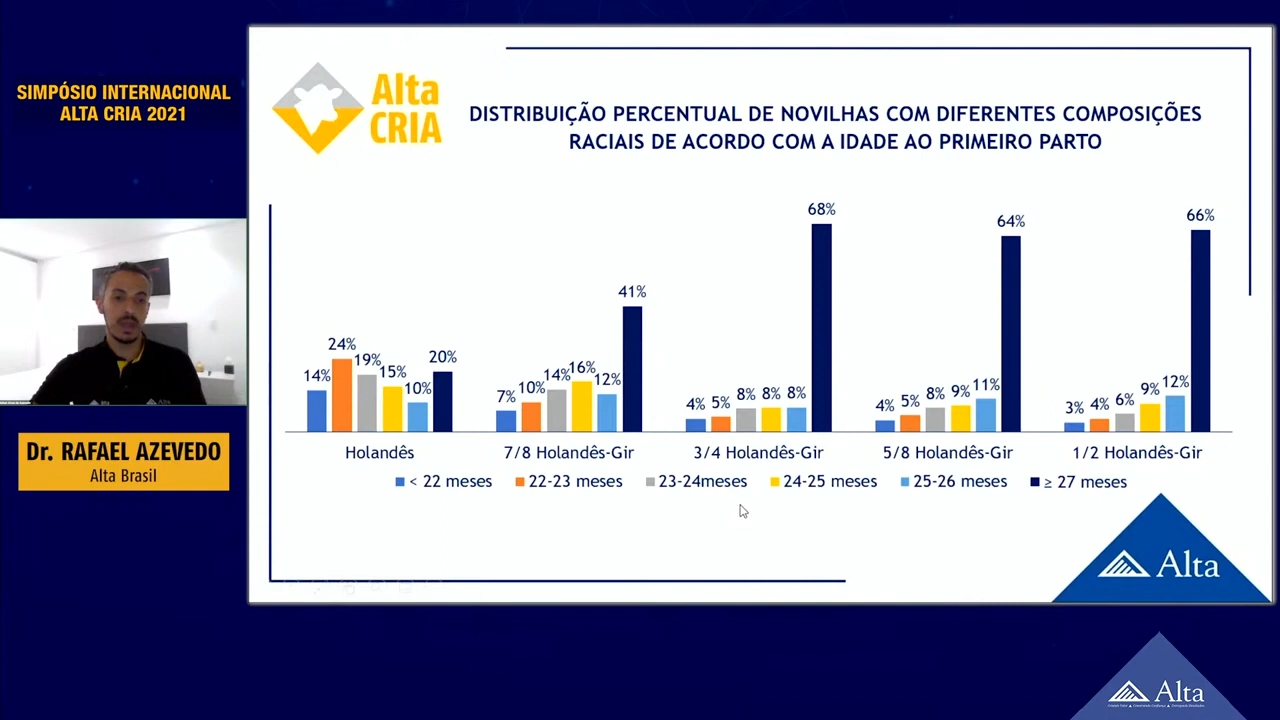 SIMPÓSIO INTERNACIONAL
ALTA CRIA 2021
Dr. RAFAEL AZEVEDO
Alta Brasil
Alta
CRIA
DISTRIBUIÇÃO PERCENTUAL DE NOVILHAS COM DIFERENTES COMPOSIÇÕES
RACIAIS DE ACORDO COM A IDADE AO PRIMEIRO PARTO
14% 24% 19% 15% 10% 20%
7% 10% 14% 16% 12% 41%
4% 5% 8% 8% 8% 68%
4% 5% 8% 9% 11% 64%
3% 4% 6% 9% 12% 66%
Holandês 7/8 Holandês-Gir 3/4 Holandês-Gir 5/8 Holandês-Gir 1/2 Holandês-Gir
< 22 meses 22-23 meses 23-24meses 24-25 meses 25-26 meses ≥ 27 meses
Alta
Alta